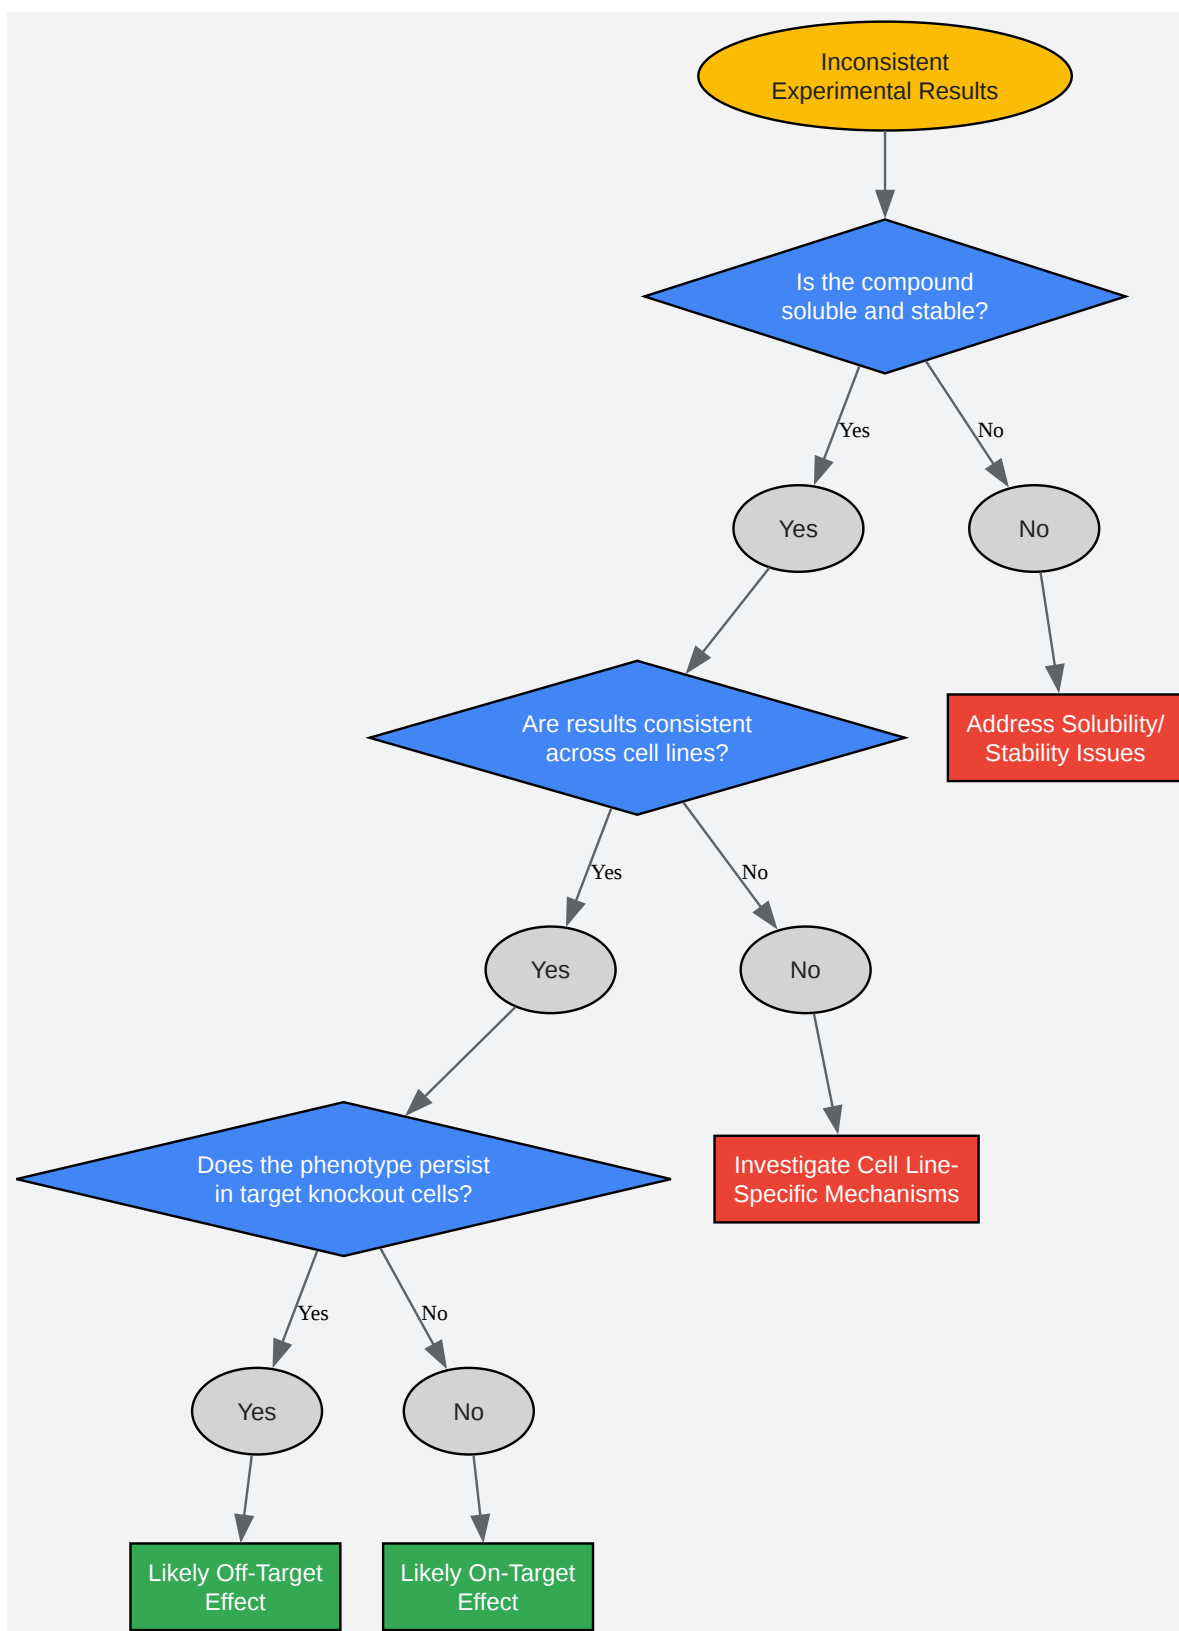 Inconsistent
Experimental Results
Is the compound
soluble and stable?
Yes
No
Yes
No
Are results consistent
across cell lines?
Address Solubility/
Stability Issues
Yes
No
Yes
No
Does the phenotype persist
in target knockout cells?
Investigate Cell Line-
Specific Mechanisms
Yes
No
Yes
No
Likely Off-Target
Effect
Likely On-Target
Effect